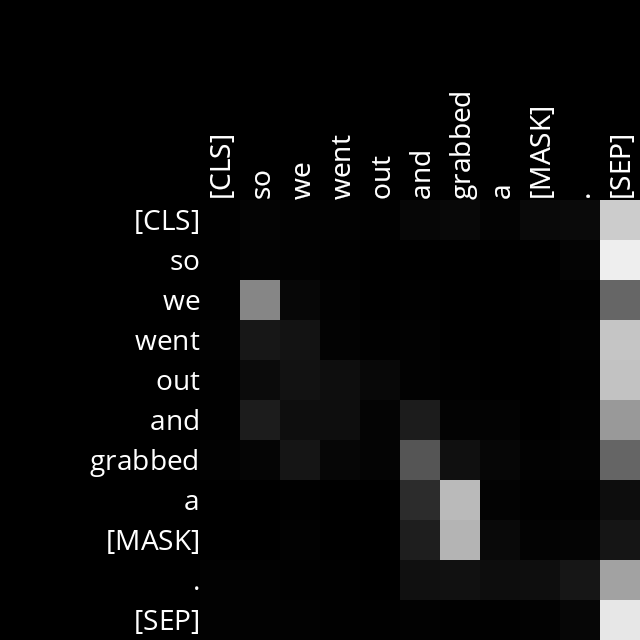 [CLS] so we went out and grabbed a [MASK] . [SEP]
[CLS]
so
we
went
out
and
grabbed
a
[MASK]
.
[SEP]